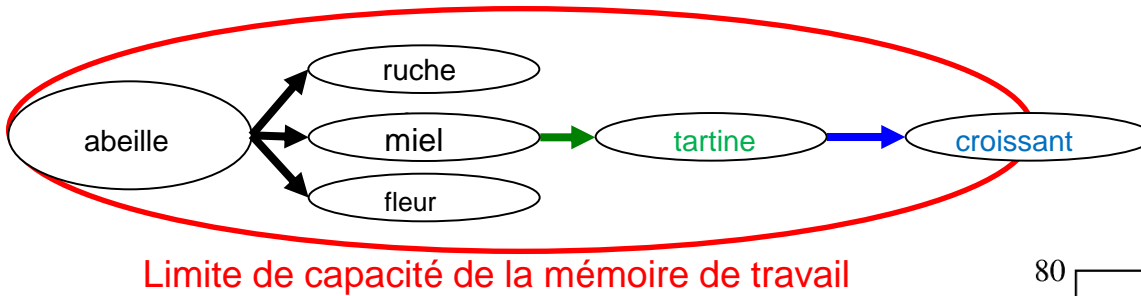 ruche
abeille miel tartine croissant
fleur
Limite de capacité de la mémoire de travail
80